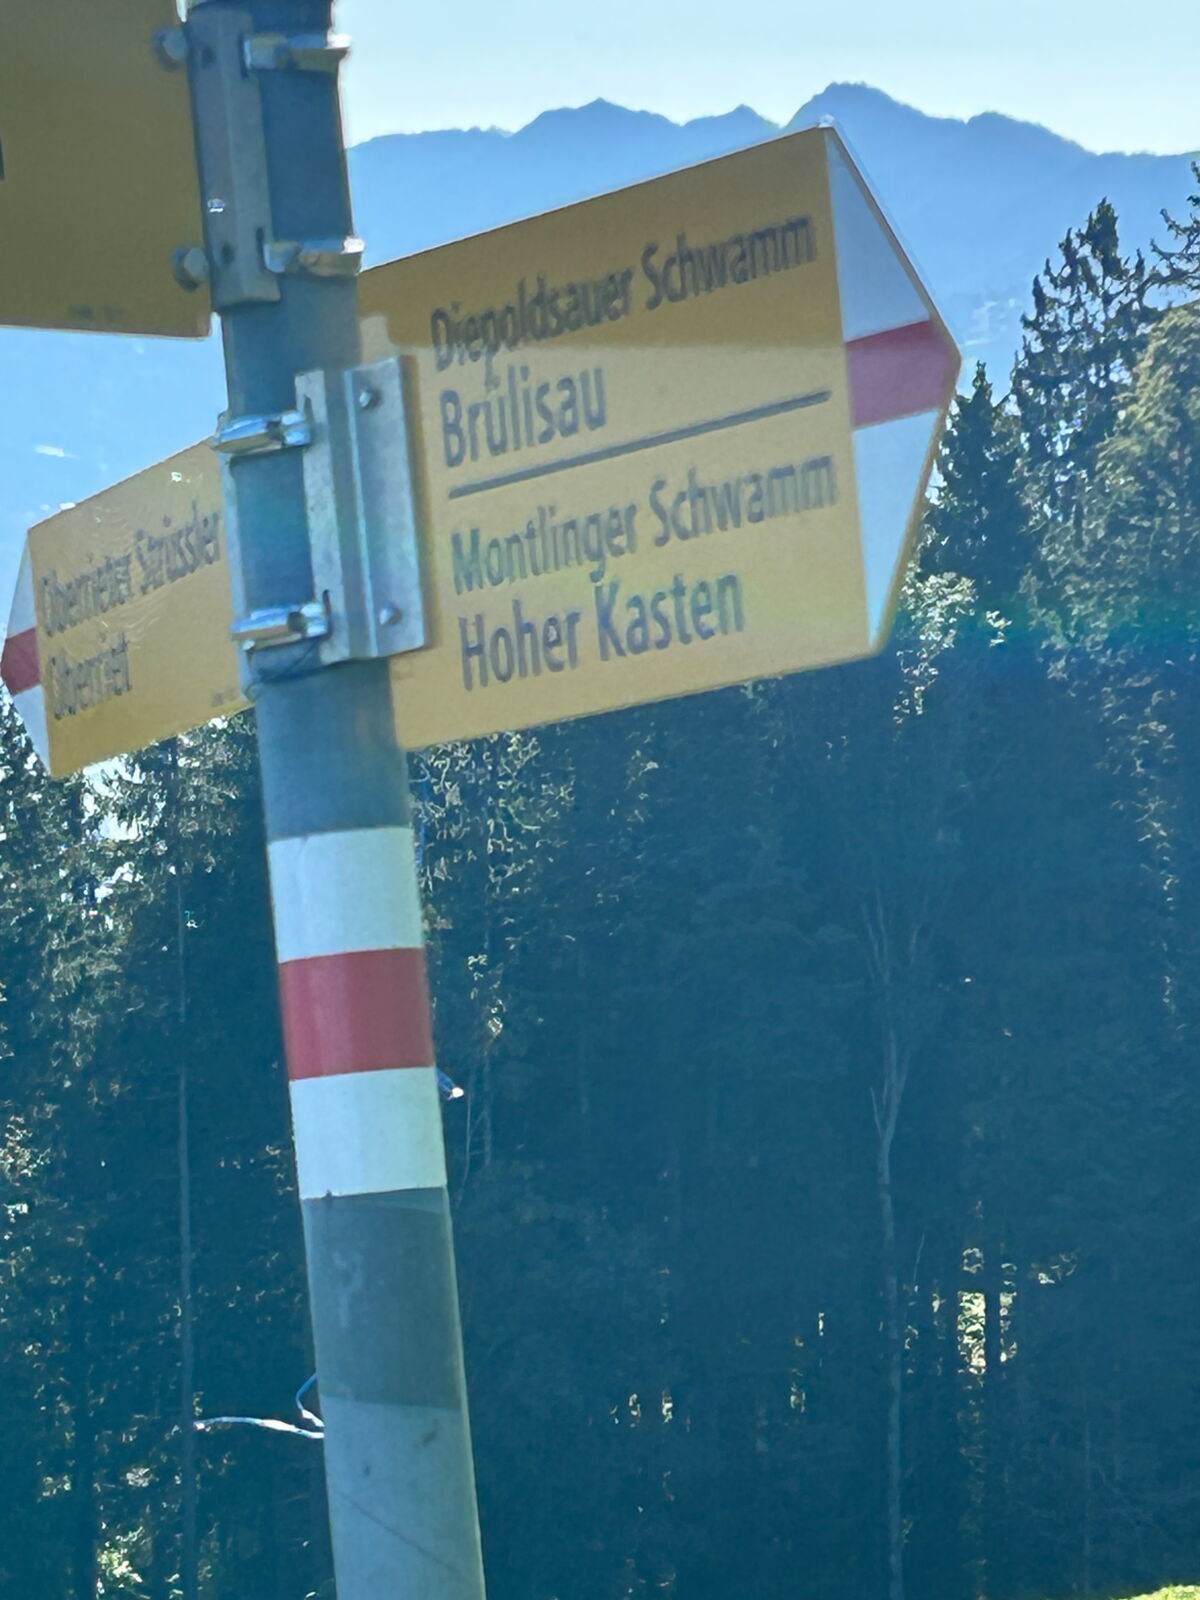 Diepoldsauer Schwamm
Brülisau
Montlinger Schwamm
Hoher Kasten
Oberrieter Strüssler
Oberriet